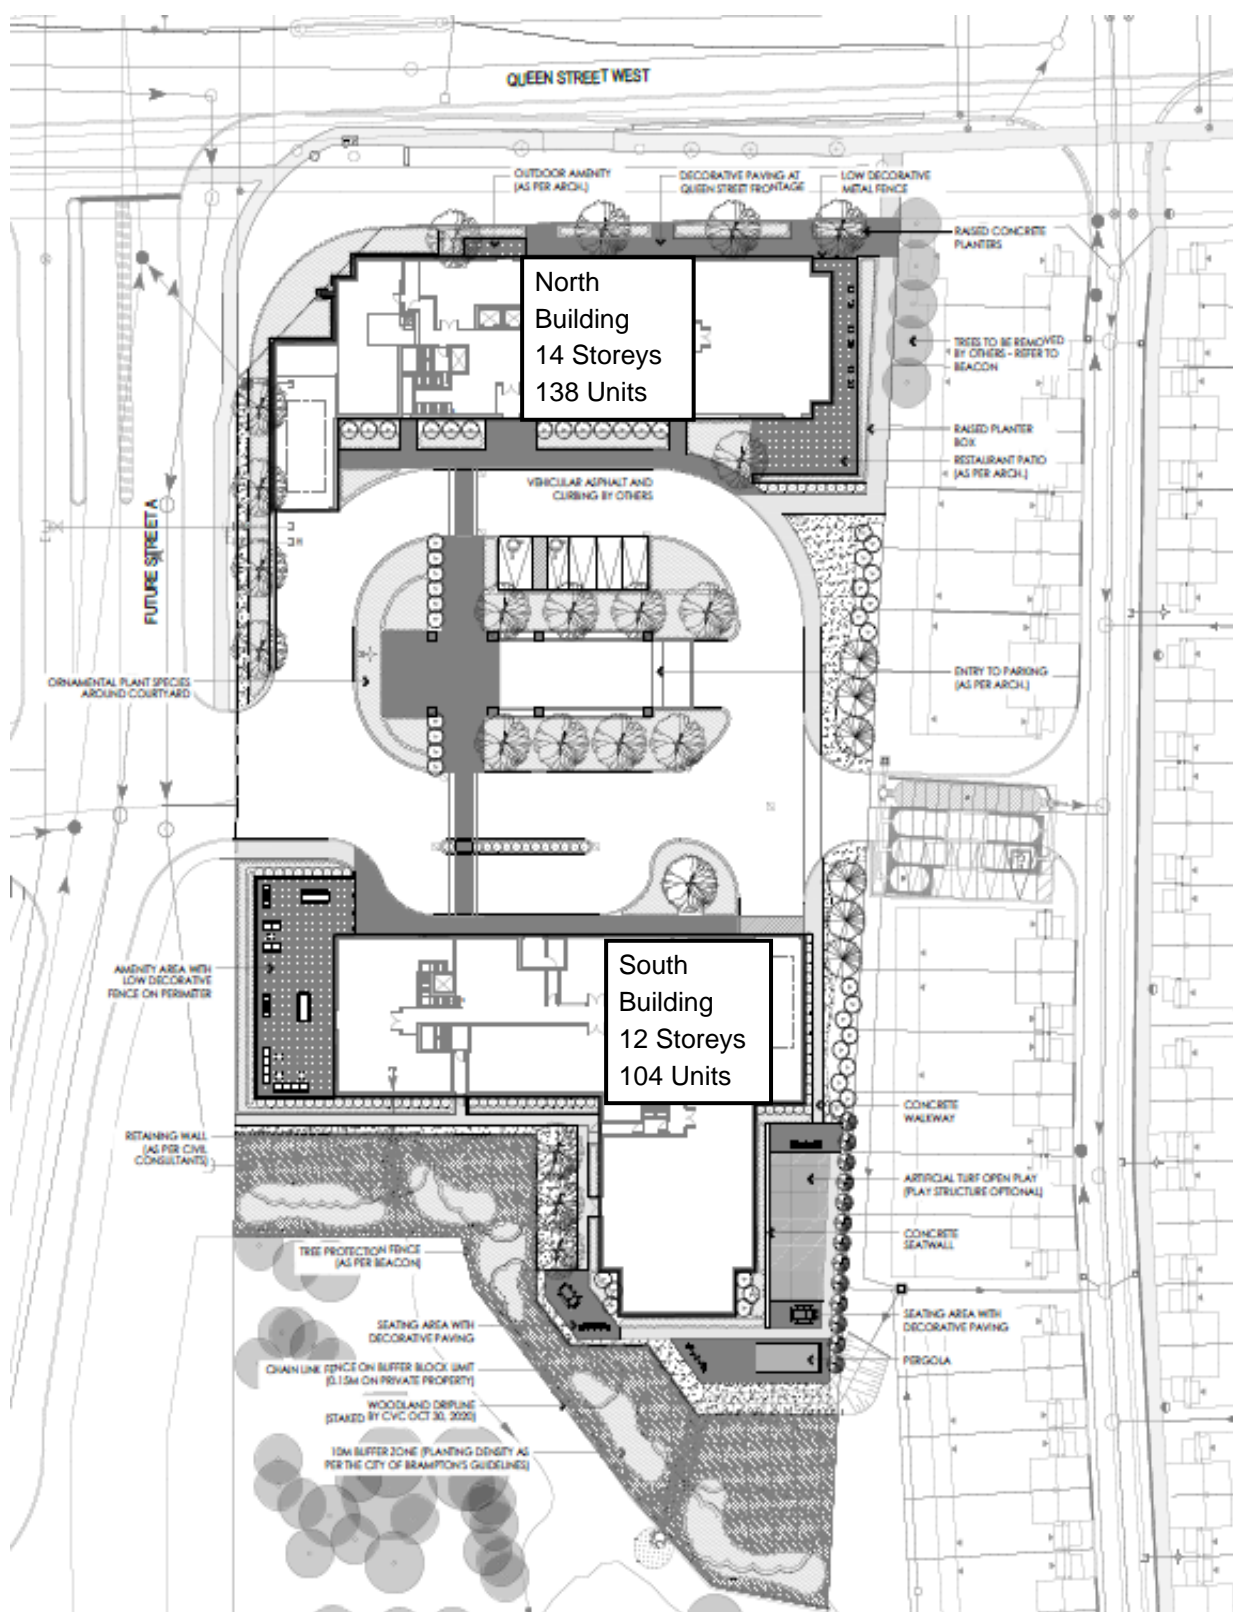 QUEEN STREET WEST
OUTDOOR AMENITY
(AS PER ARCH.)
DECORATIVE PAVING AT
QUEEN STREET FRONTAGE
LOW DECORATIVE
METAL FENCE
RAISED CONCRETE
PLANTERS
North
Building
14 Storeys
138 Units
TREES TO BE REMOVED
BY OTHERS - REFER TO
BEACON
RAISED PLANTER
BOX
RESTAURANT PATIO
(AS PER ARCH.)
VEHICULAR ASPHALT AND
CURBING BY OTHERS
FUTURE STREET A
ORNAMENTAL PLANT SPECIES
AROUND COURTYARD
ENTRY TO PARKING
(AS PER ARCH.)
AMENITY AREA WITH
LOW DECORATIVE
FENCE ON PERIMETER
South
Building
12 Storeys
104 Units
CONCRETE
WALKWAY
RETAINING WALL
(AS PER CIVIL
CONSULTANTS)
ARTIFICIAL TURF OPEN PLAY
(PLAY STRUCTURE OPTIONAL)
CONCRETE
SEATWALL
TREE PROTECTION FENCE
(AS PER BEACON)
SEATING AREA WITH
DECORATIVE PAVING
SEATING AREA WITH
DECORATIVE PAVING
PERGOLA
CHAIN LINK FENCE ON BUFFER BLOCK LIMIT
(0.15M ON PRIVATE PROPERTY)
WOODLAND DRIPLINE
(STAKED BY CVC OCT 30, 2020)
10M BUFFER ZONE (PLANTING DENSITY AS
PER THE CITY OF BRAMPTON'S GUIDELINES)